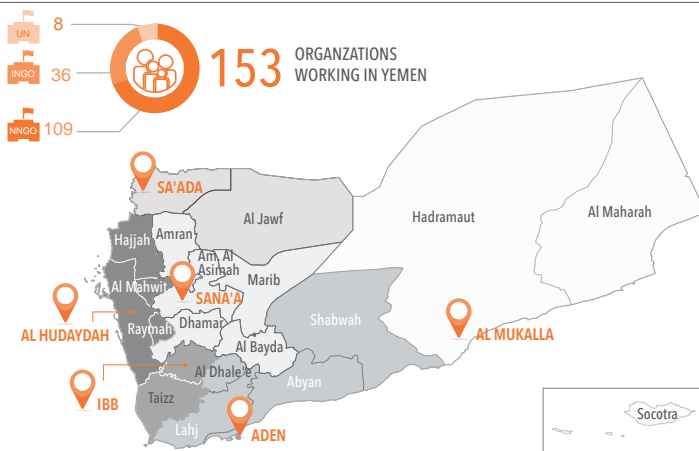 UN 8
INGO 36
NNGO 109
153 ORGANZATIONS
WORKING IN YEMEN
SA'ADA
Al Jawf
Hadramaut
Al Maharah
Hajjah
Amran
Am. Al
Asimah
Marib
Al Mahwit
SANA'A
Shabwah
AL HUDAYDAH
Raymah
Dhamar
AL MUKALLA
Al Bayda
Al Dhale'e
Abyan
IBB
Taizz
Lahj
ADEN
Socotra